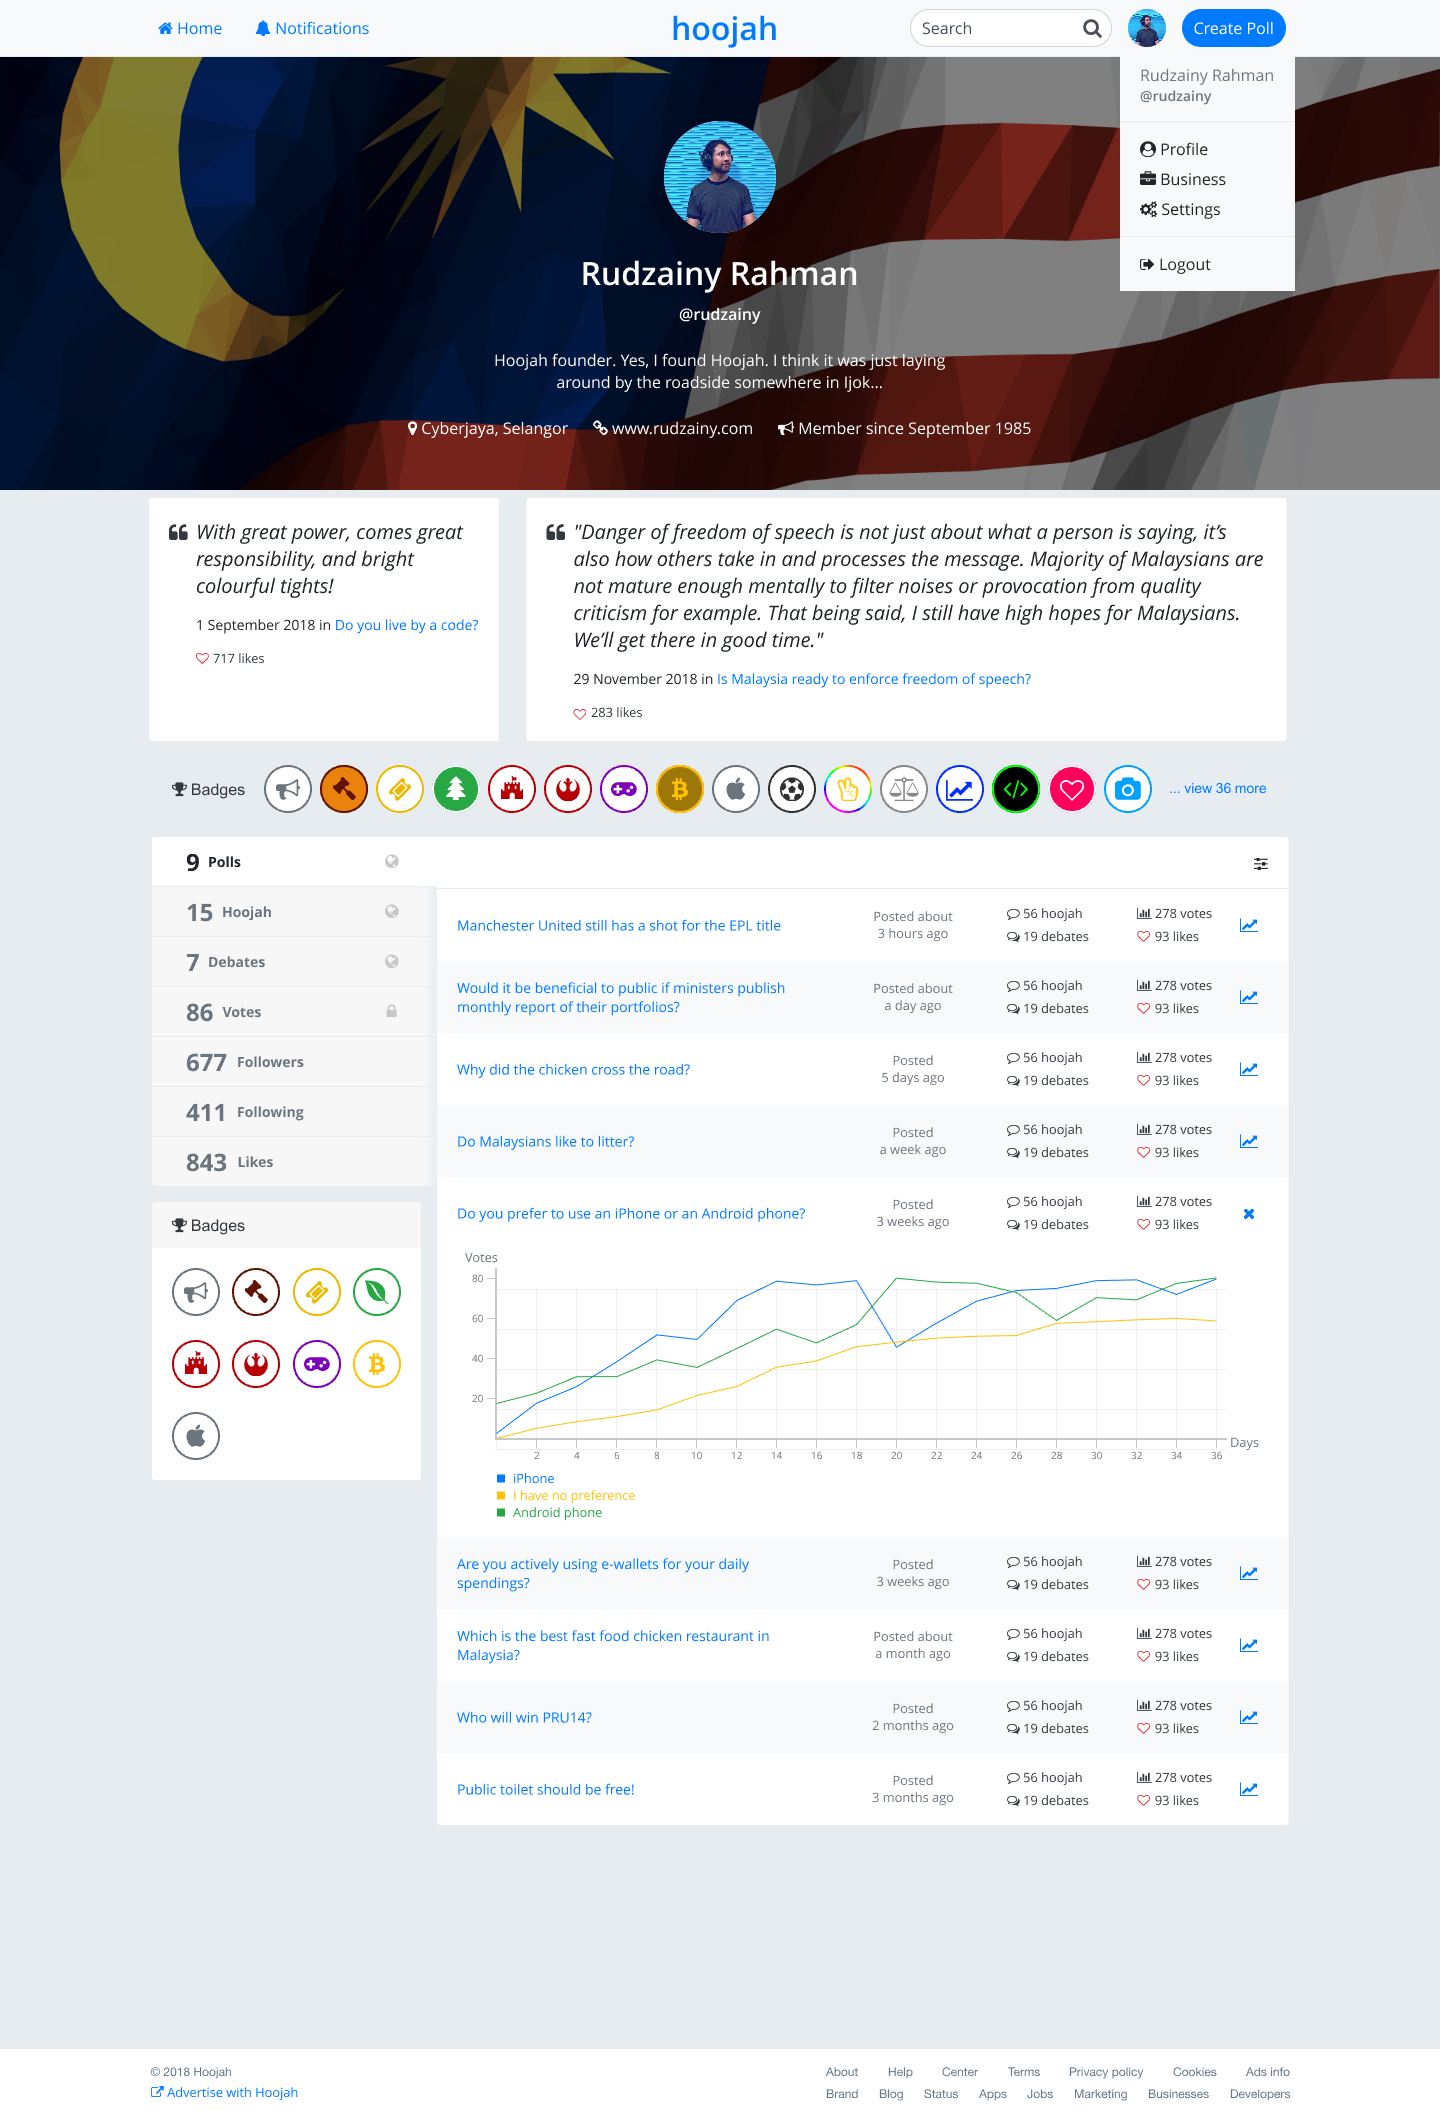 Home
Notifications
hoojah
Search
Create Poll
Rudzainy Rahman
@rudzainy
Profile
Business
Settings
Logout
Rudzainy Rahman
@rudzainy
Hoojah founder. Yes, I found Hoojah. I think it was just laying
around by the roadside somewhere in Ijok...
Cyberjaya, Selangor
www.rudzainy.com
Member since September 1985
With great power, comes great
responsibility, and bright
colourful tights!
1 September 2018 in Do you live by a code?
717 likes
"Danger of freedom of speech is not just about what a person is saying, it’s
also how others take in and processes the message. Majority of Malaysians are
not mature enough mentally to filter noises or provocation from quality
criticism for example. That being said, I still have high hopes for Malaysians.
We’ll get there in good time."
29 November 2018 in Is Malaysia ready to enforce freedom of speech?
283 likes
Badges
... view 36 more
9 Polls
15 Hoojah
7 Debates
86 Votes
677 Followers
411 Following
843 Likes
Badges
Manchester United still has a shot for the EPL title
Posted about
3 hours ago
56 hoojah
278 votes
19 debates
93 likes
Would it be beneficial to public if ministers publish
monthly report of their portfolios?
Posted about
a day ago
56 hoojah
278 votes
19 debates
93 likes
Why did the chicken cross the road?
Posted
5 days ago
56 hoojah
278 votes
19 debates
93 likes
Do Malaysians like to litter?
Posted
a week ago
56 hoojah
278 votes
19 debates
93 likes
Do you prefer to use an iPhone or an Android phone?
Posted
3 weeks ago
56 hoojah
278 votes
19 debates
93 likes
Votes
80
60
40
20
2 4 6 8 10 12 14 16 18 20 22 24 26 28 30 32 34 36
Days
iPhone
I have no preference
Android phone
Are you actively using e-wallets for your daily
spendings?
Posted
3 weeks ago
56 hoojah
278 votes
19 debates
93 likes
Which is the best fast food chicken restaurant in
Malaysia?
Posted about
a month ago
56 hoojah
278 votes
19 debates
93 likes
Who will win PRU14?
Posted
2 months ago
56 hoojah
278 votes
19 debates
93 likes
Public toilet should be free!
Posted
3 months ago
56 hoojah
278 votes
19 debates
93 likes
© 2018 Hoojah
Advertise with Hoojah
About Help Center Terms Privacy policy Cookies Ads info
Brand Blog Status Apps Jobs Marketing Businesses Developers